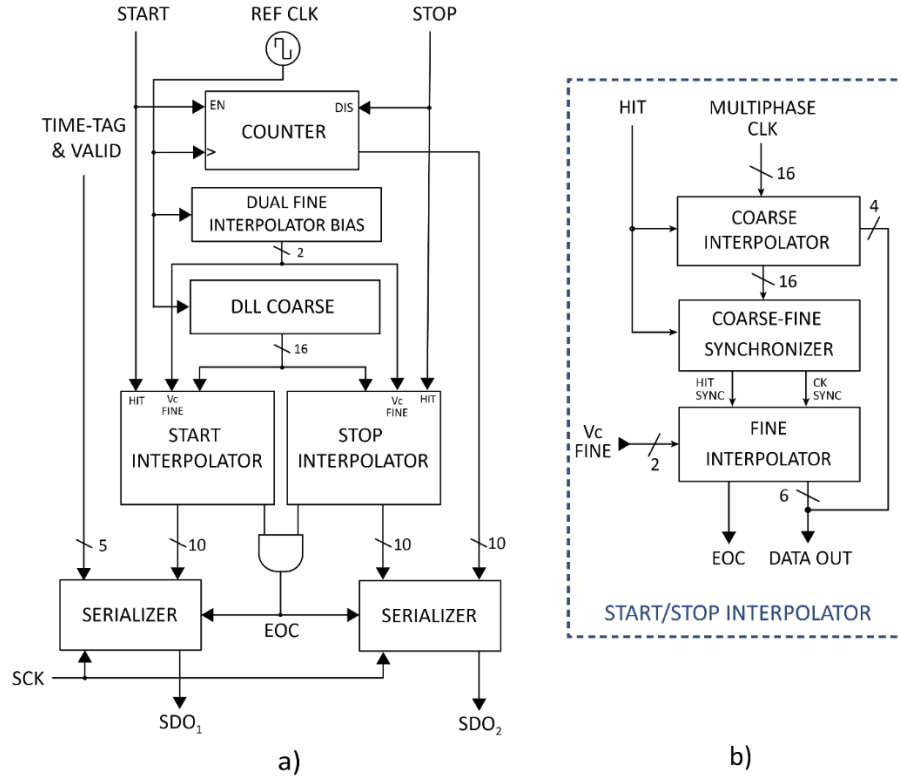 START
REF CLK
STOP
EN
DIS
COUNTER
>
TIME-TAG
& VALID
DUAL FINE
INTERPOLATOR BIAS
2
DLL COARSE
16
HIT
Vc
FINE
START
INTERPOLATOR
Vc
FINE
HIT
STOP
INTERPOLATOR
5
10
10
10
SERIALIZER
EOC
SERIALIZER
SCK
SDO1
SDO2
a)
HIT
MULTIPHASE
CLK
16
COARSE
INTERPOLATOR
4
16
COARSE-FINE
SYNCHRONIZER
HIT
SYNC
CK
SYNC
Vc
FINE
2
FINE
INTERPOLATOR
6
EOC
DATA OUT
START/STOP INTERPOLATOR
b)